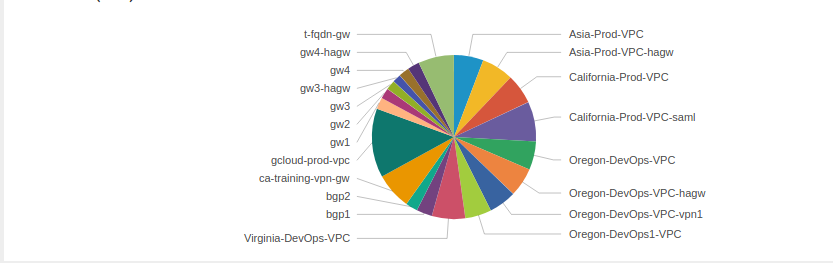 t-fqdn-gw
gw4-hagw
gw4
gw3-hagw
gw3
gw2
gw1
gcloud-prod-vpc
ca-training-vpn-gw
bgp2
bgp1
Virginia-DevOps-VPC
Asia-Prod-VPC
Asia-Prod-VPC-hagw
California-Prod-VPC
California-Prod-VPC-saml
Oregon-DevOps-VPC
Oregon-DevOps-VPC-hagw
Oregon-DevOps-VPC-vpn1
Oregon-DevOps1-VPC